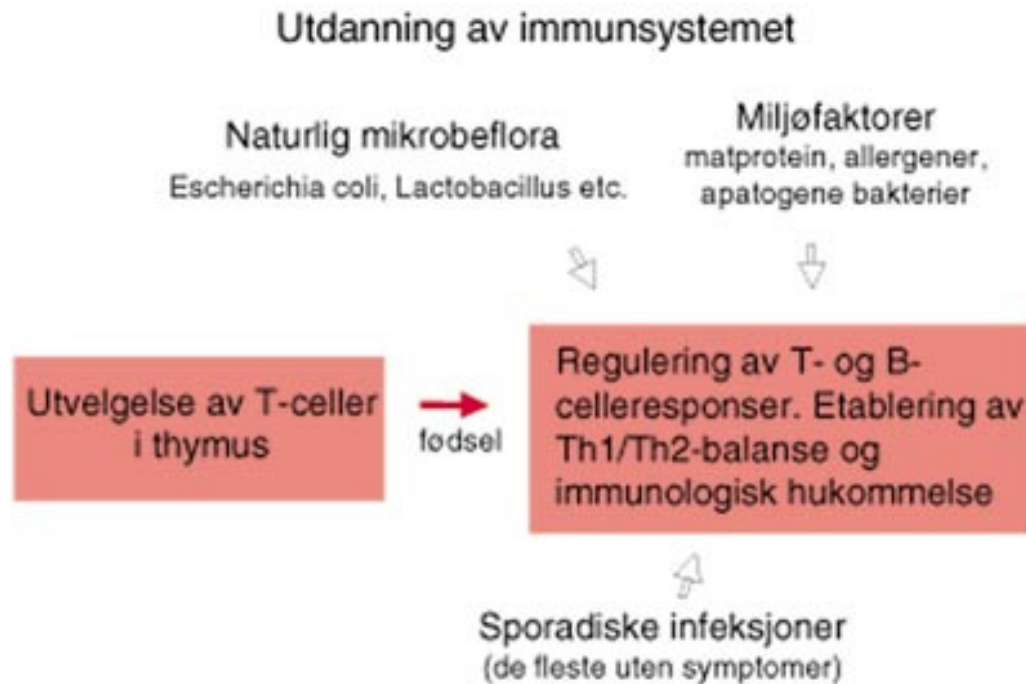 Utdanning av immunsystemet
Naturlig mikrobeflora
Escherichia coli, Lactobacillus etc.
Miljøfaktorer
matprotein, allergener,
apatogene bakterier
Utvelgelse av T-celler
i thymus
fødsel
Regulering av T- og B-
celleresponser. Etablering av
Th1/Th2-balanse og
immunologisk hukommelse
Sporadiske infeksjoner
(de fleste uten symptomer)